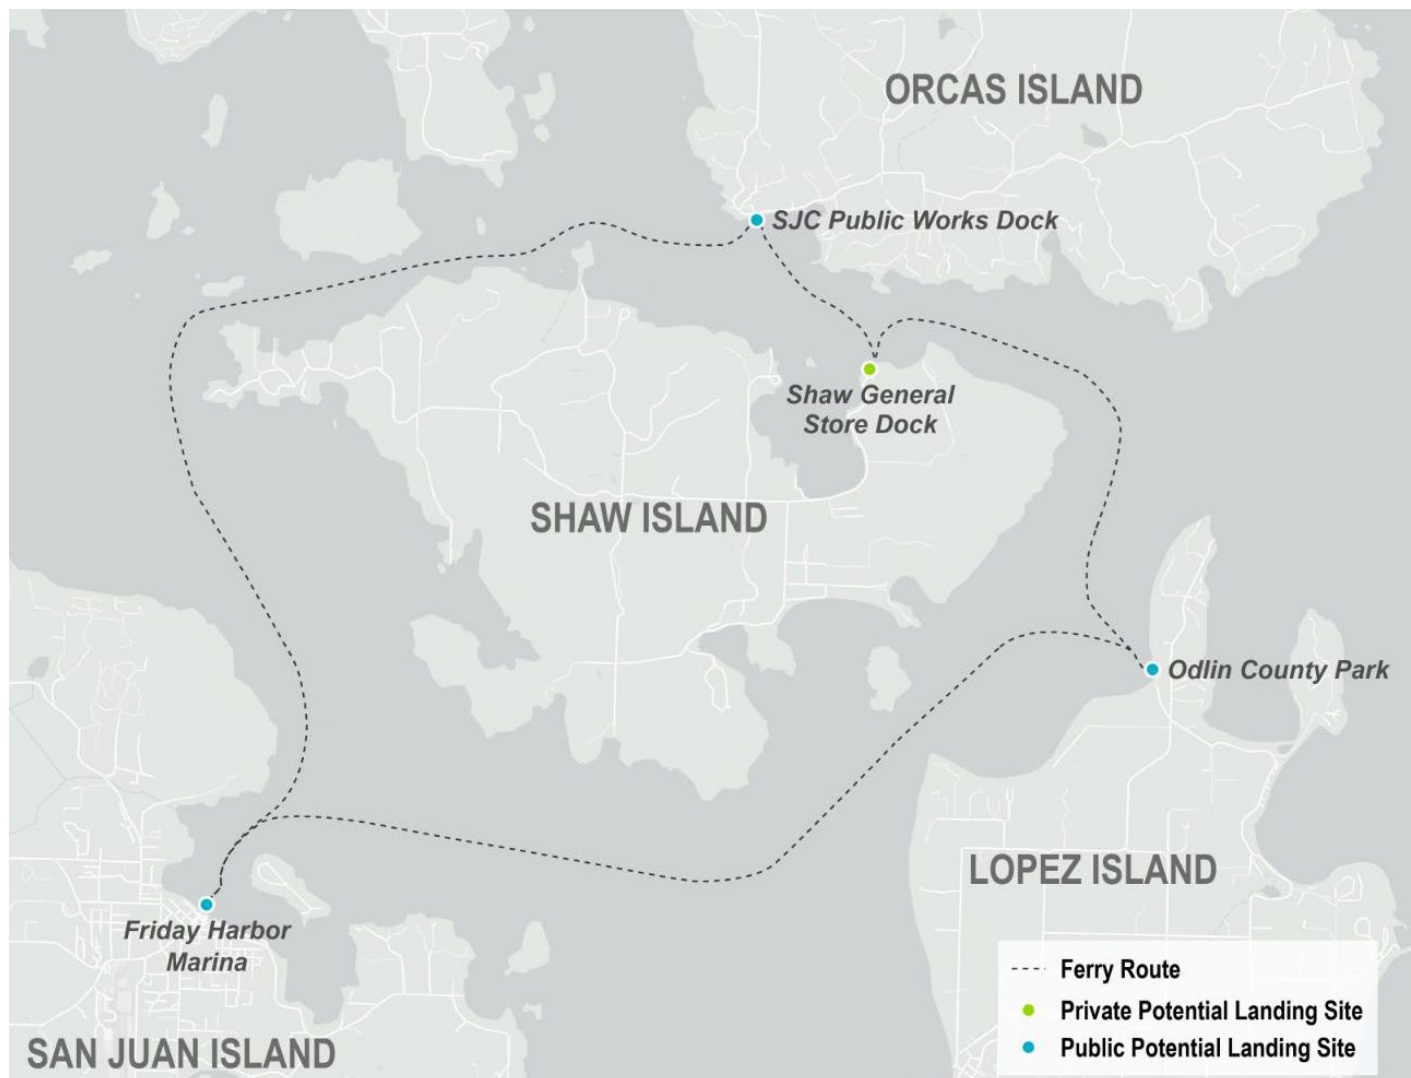 ORCAS ISLAND
SJC Public Works Dock
Shaw General
Store Dock
SHAW ISLAND
Odlin County Park
LOPEZ ISLAND
Friday Harbor
Marina
SAN JUAN ISLAND
Ferry Route
Private Potential Landing Site
Public Potential Landing Site